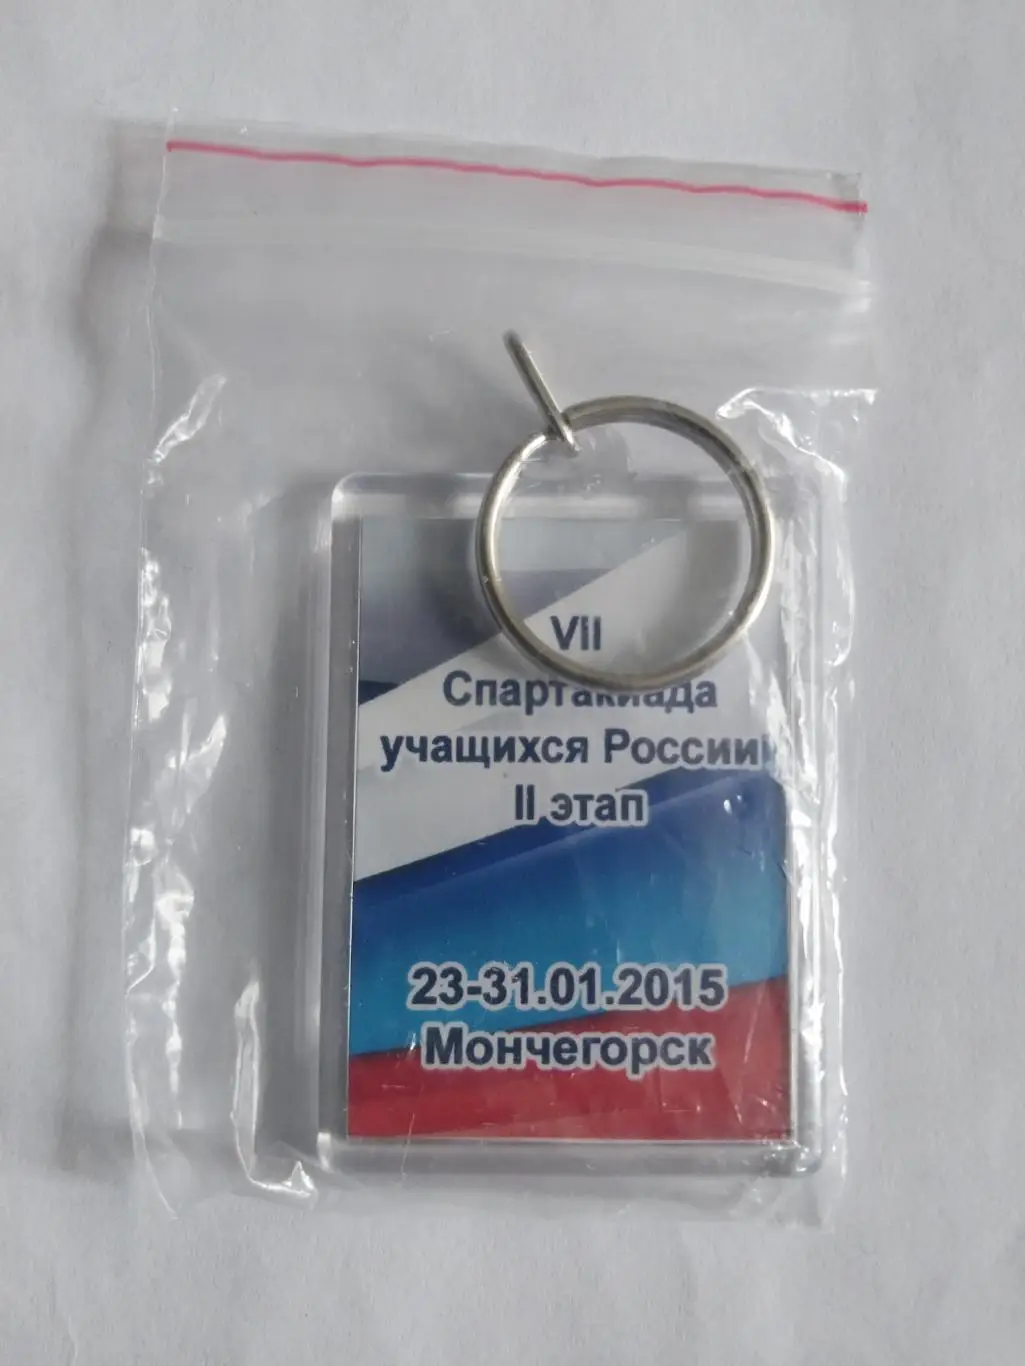 VII
Спартакиада
учащихся России
II этап
23-31.01.2015
Мончегорск